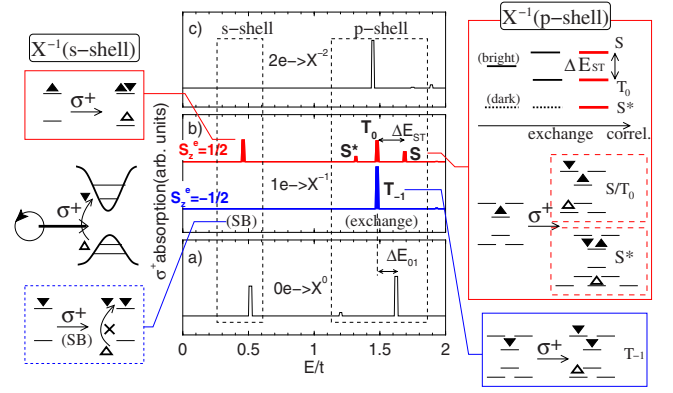 X⁻¹(s−shell)
σ⁺
σ⁺
σ⁺
(SB)
σ⁺absorption(arb. units)
c)
s−shell
p−shell
2e−>X⁻²
b)
S_z^e=1/2
S*
T₀
ΔE_ST
S
S_z^e=−1/2
1e−>X⁻¹
T₋₁
(SB)
(exchange)
a)
0e−>X⁰
ΔE₀₁
0
0.5
1
1.5
2
E/t
X⁻¹(p−shell)
(bright)
ΔE_ST
S
T₀
(dark)
S*
exchange
correl.
σ⁺
S/T₀
S*
σ⁺
T₋₁